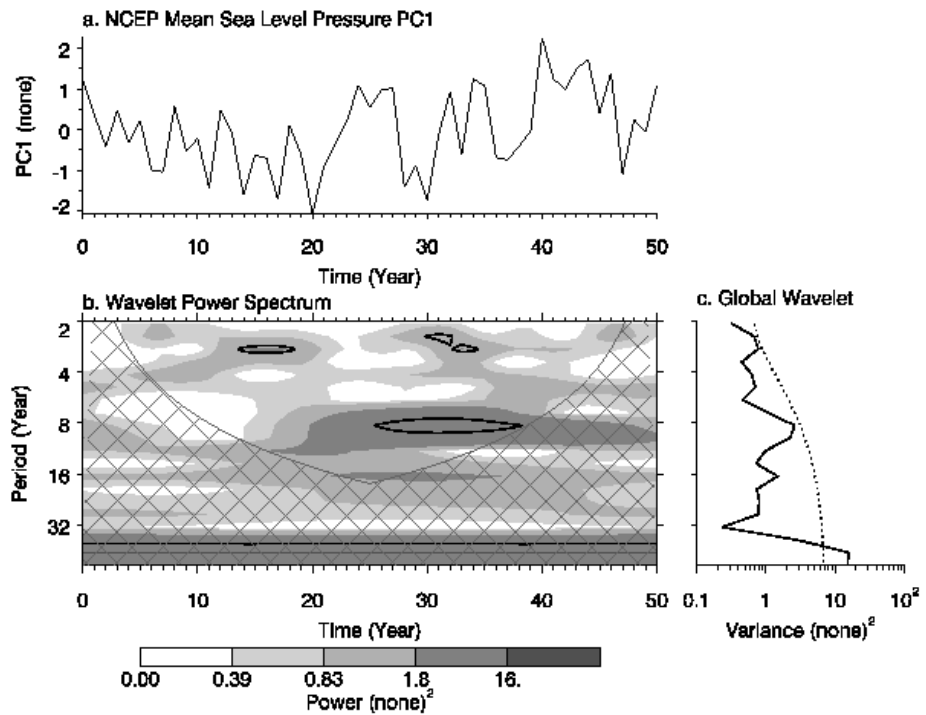 a. NCEP Mean Sea Level Pressure PC1
PC1 (none)
2
1
0
-1
-2
0 10 20 30 40 50
Time (Year)
b. Wavelet Power Spectrum
c. Global Wavelet
Period (Year)
2
4
8
16
32
0 10 20 30 40 50
0.1 1 10 10²
Time (Year)
Variance (none)²
0.00 0.39 0.83 1.8 16.
Power (none)²